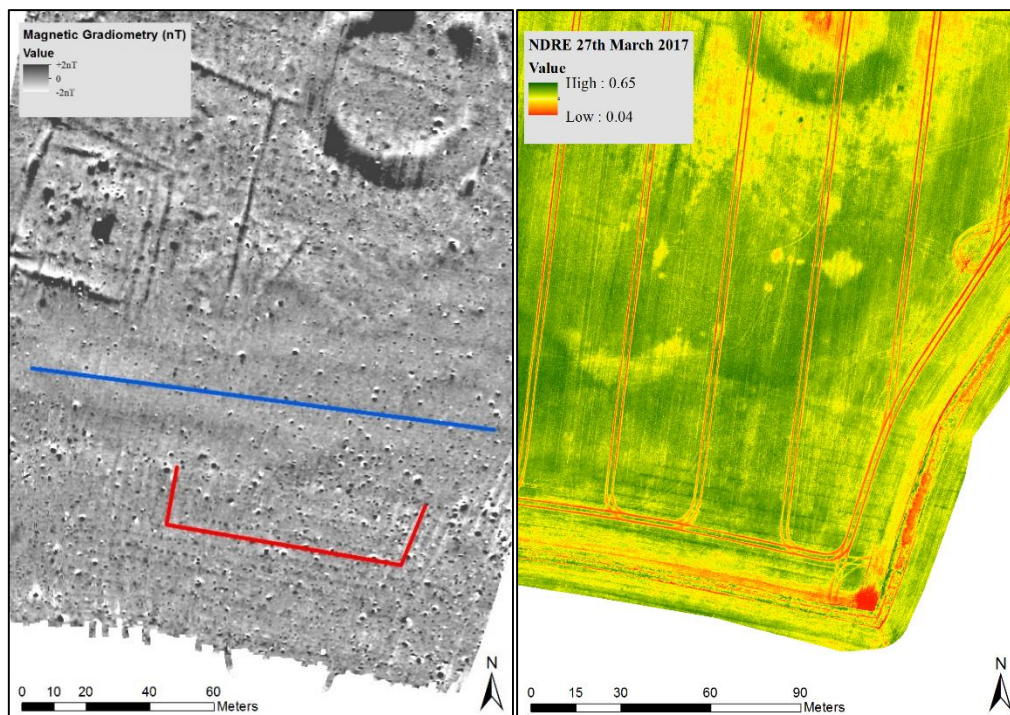 Magnetic Gradiometry (nT)
Value
+2nT
0
-2nT
N
0 10 20 40 60
Meters
NDRE 27th March 2017
Value
High : 0.65
Low : 0.04
N
0 15 30 60 90
Meters